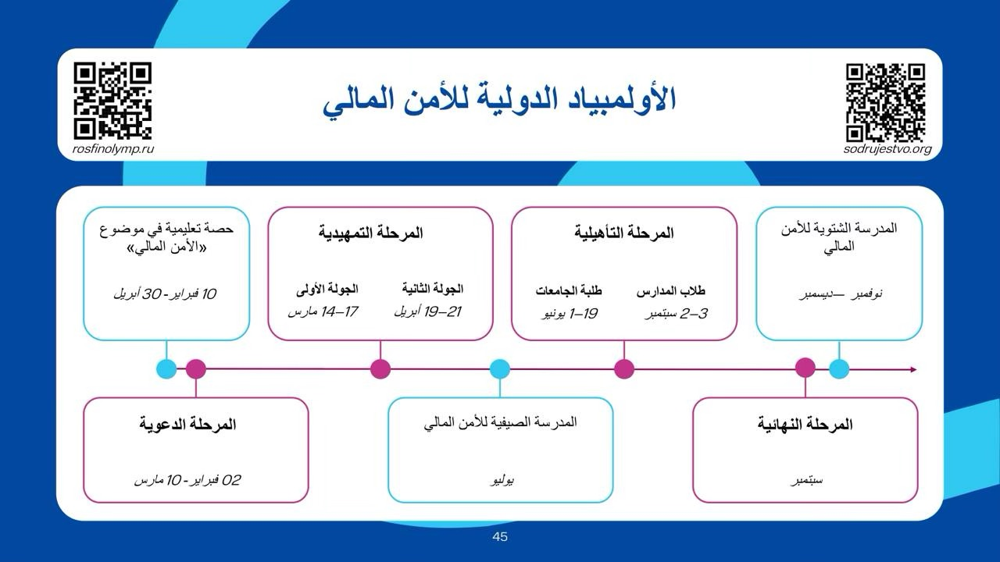 الأولمبياد الدولية للأمن المالي
rosfinolymp.ru
sodrujestvo.org
حصة تعليمية في موضوع
«الأمن المالي»
10 فبراير - 30 أبريل
المرحلة التمهيدية
الجولة الأولى
14–17 مارس
الجولة الثانية
19–21 أبريل
المرحلة التأهيلية
طلبة الجامعات
1–19 يونيو
طلاب المدارس
2–3 سبتمبر
المدرسة الشتوية للأمن
المالي
نوفمبر — ديسمبر
المرحلة الدعوية
02 فبراير - 10 مارس
المدرسة الصيفية للأمن المالي
يوليو
المرحلة النهائية
سبتمبر
45